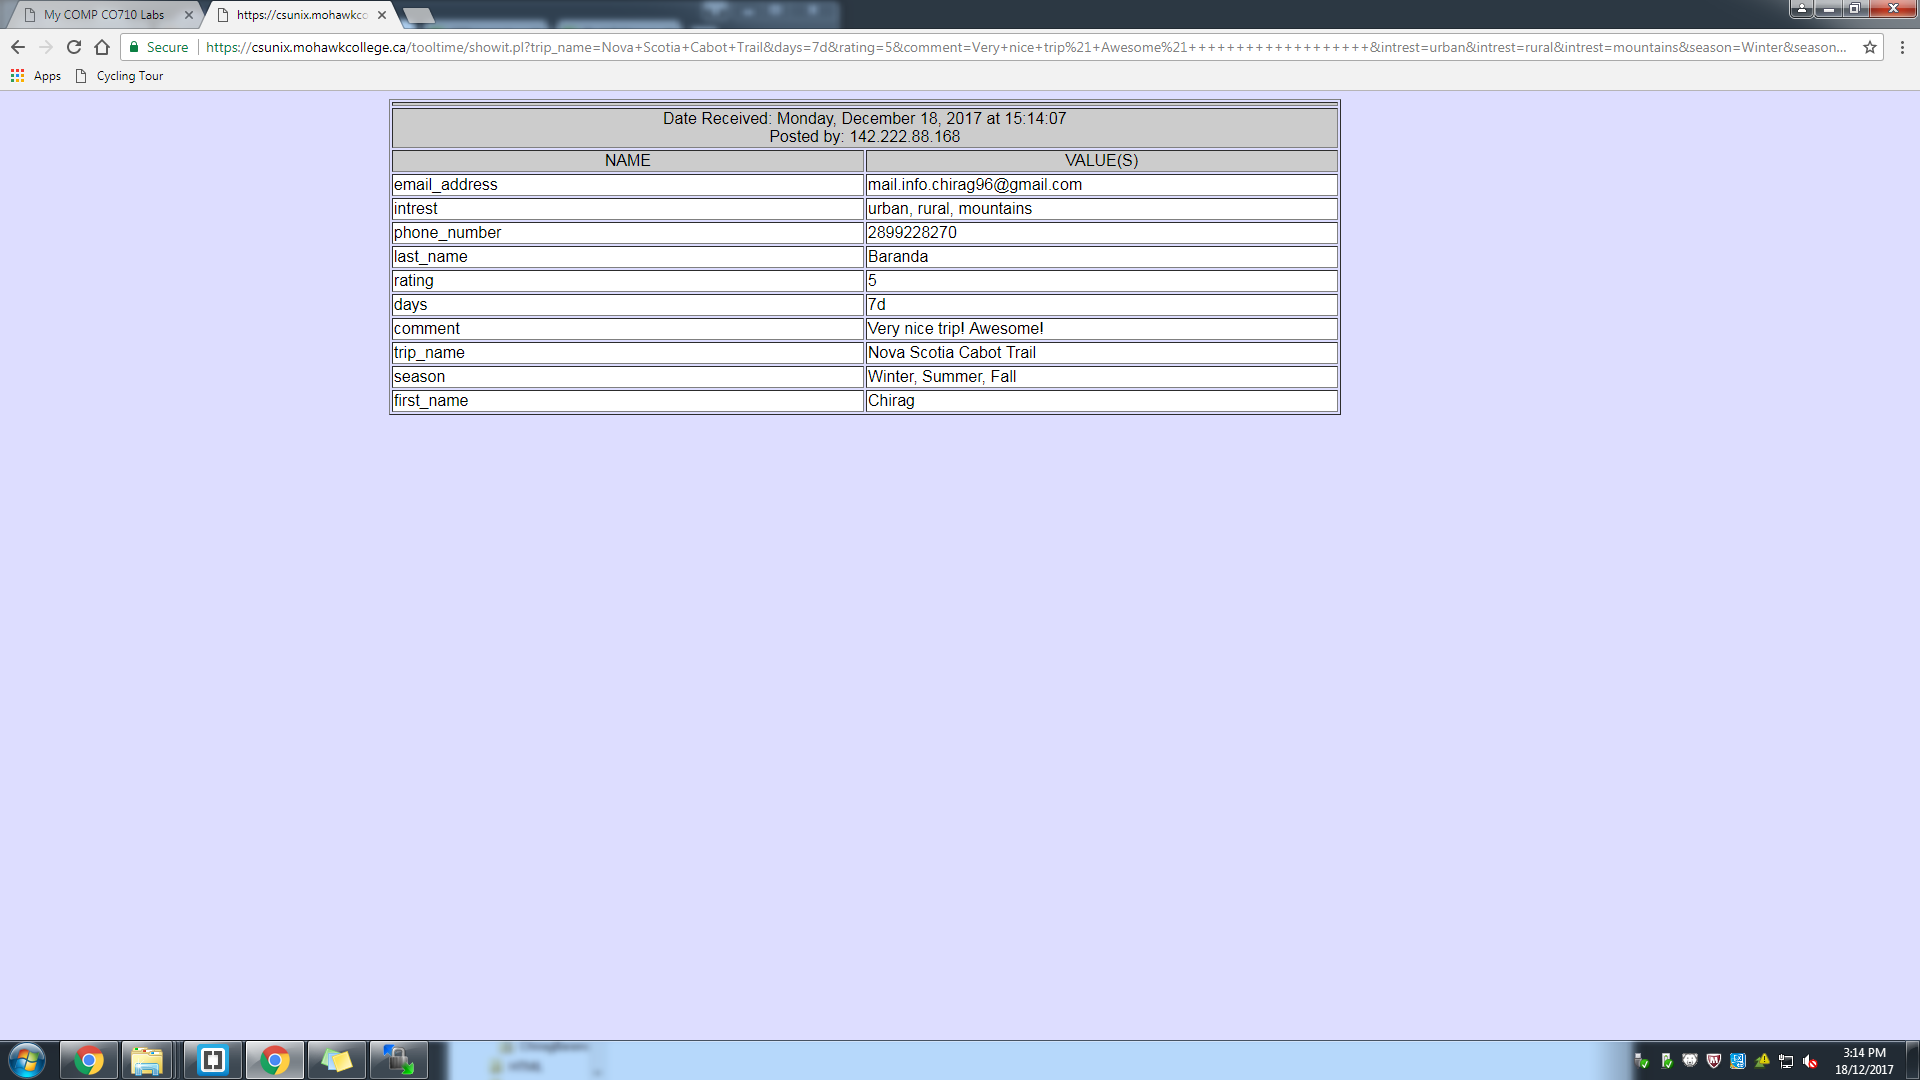 My COMP CO710 Labs
https://csunix.mohawkco
Secure
https://csunix.mohawkcollege.ca/tooltime/showit.pl?trip_name=Nova+Scotia+Cabot+Trail&days=7d&rating=5&comment=Very+nice+trip%21+Awesome%21+++++++++++++++++++&intrest=urban&intrest=rural&intrest=mountains&season=Winter&season...
Apps
Cycling Tour
Date Received: Monday, December 18, 2017 at 15:14:07
Posted by: 142.222.88.168
NAME VALUE(S)
email_address mail.info.chirag96@gmail.com
intrest urban, rural, mountains
phone_number 2899228270
last_name Baranda
rating 5
days 7d
comment Very nice trip! Awesome!
trip_name Nova Scotia Cabot Trail
season Winter, Summer, Fall
first_name Chirag
3:14 PM
18/12/2017